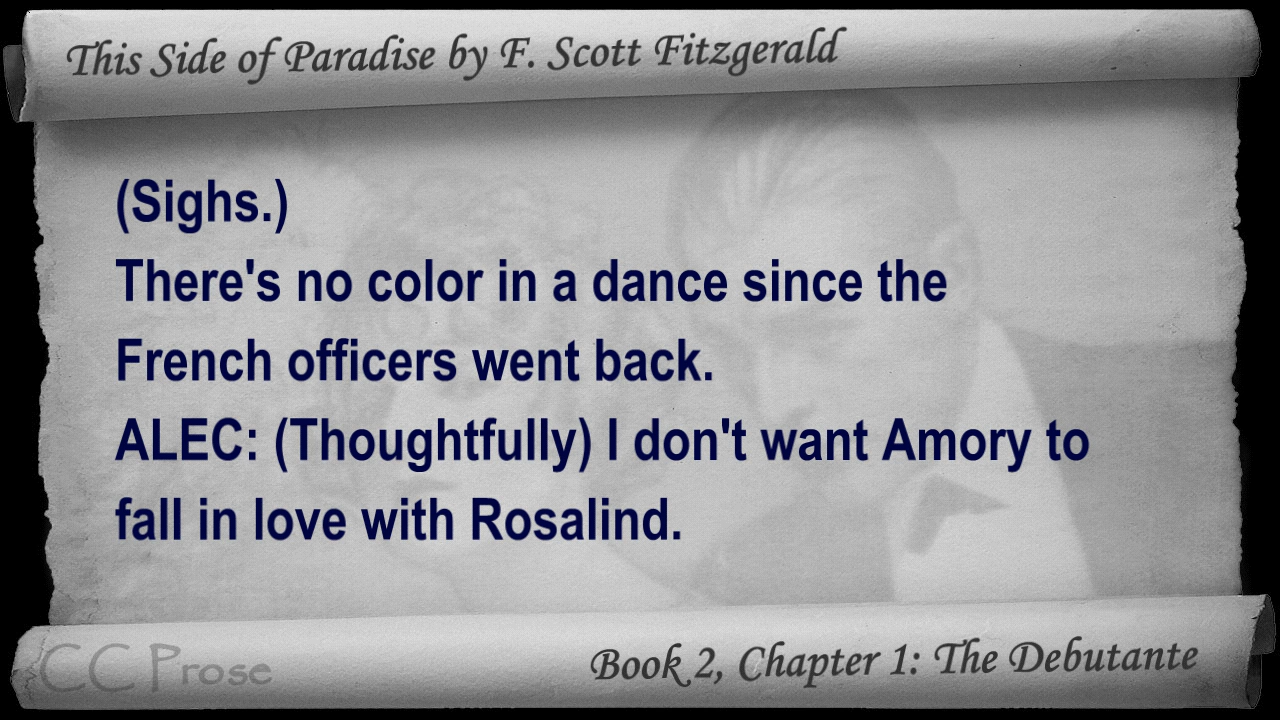 This Side of Paradise by F. Scott Fitzgerald
(Sighs.)
There's no color in a dance since the
French officers went back.
ALEC: (Thoughtfully) I don't want Amory to
fall in love with Rosalind.
CC Prose
Book 2, Chapter 1: The Debutante